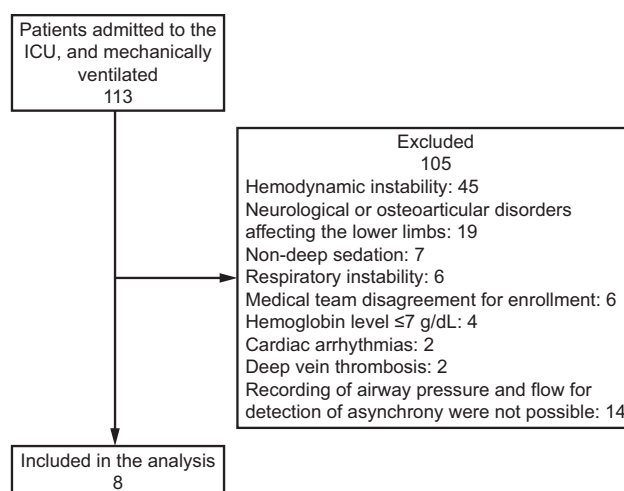 Patients admitted to the
ICU, and mechanically
ventilated
113
Excluded
105
Hemodynamic instability: 45
Neurological or osteoarticular disorders
affecting the lower limbs: 19
Non-deep sedation: 7
Respiratory instability: 6
Medical team disagreement for enrollment: 6
Hemoglobin level ≤7 g/dL: 4
Cardiac arrhythmias: 2
Deep vein thrombosis: 2
Recording of airway pressure and flow for
detection of asynchrony were not possible: 14
Included in the analysis
8